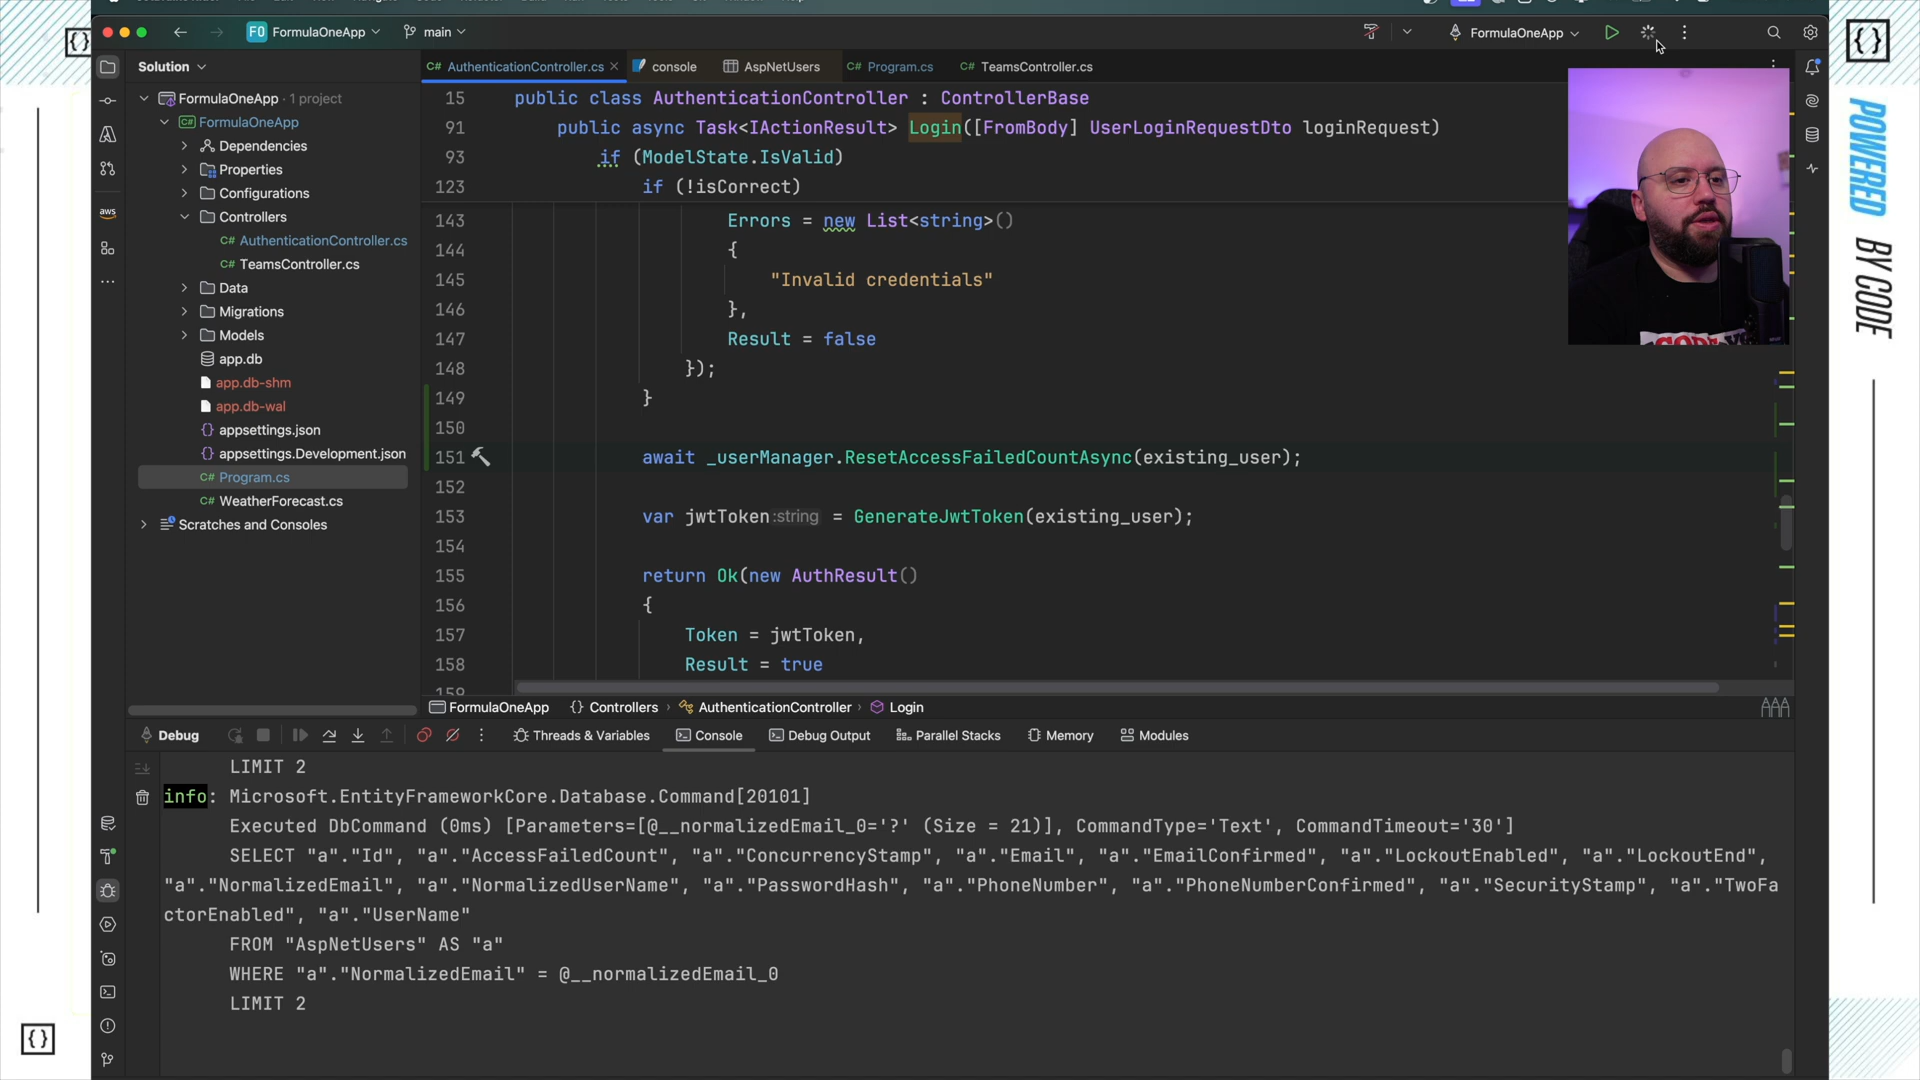 FO FormulaOneApp
main
FormulaOneApp
Solution
AuthenticationController.cs
console
AspNetUsers
Program.cs
TeamsController.cs
FormulaOneApp · 1 project
FormulaOneApp
Dependencies
Properties
Configurations
Controllers
AuthenticationController.cs
TeamsController.cs
Data
Migrations
Models
app.db
app.db-shm
app.db-wal
appsettings.json
appsettings.Development.json
Program.cs
WeatherForecast.cs
Scratches and Consoles
aws
15 public class AuthenticationController : ControllerBase
91 public async Task<IActionResult> Login([FromBody] UserLoginRequestDto loginRequest)
93 if (ModelState.IsValid)
123 if (!isCorrect)
143 Errors = new List<string>()
144 {
145 "Invalid credentials"
146 },
147 Result = false
148 });
149 }
150
151 await _userManager.ResetAccessFailedCountAsync(existing_user);
152
153 var jwtToken:string = GenerateJwtToken(existing_user);
154
155 return Ok(new AuthResult()
156 {
157 Token = jwtToken,
158 Result = true
159
FormulaOneApp
Controllers
AuthenticationController
Login
Debug
Threads & Variables
Console
Debug Output
Parallel Stacks
Memory
Modules
LIMIT 2
info: Microsoft.EntityFrameworkCore.Database.Command[20101]
Executed DbCommand (0ms) [Parameters=[@__normalizedEmail_0='?' (Size = 21)], CommandType='Text', CommandTimeout='30']
SELECT "a"."Id", "a"."AccessFailedCount", "a"."ConcurrencyStamp", "a"."Email", "a"."EmailConfirmed", "a"."LockoutEnabled", "a"."LockoutEnd",
"a"."NormalizedEmail", "a"."NormalizedUserName", "a"."PasswordHash", "a"."PhoneNumber", "a"."PhoneNumberConfirmed", "a"."SecurityStamp", "a"."TwoFa
ctorEnabled", "a"."UserName"
FROM "AspNetUsers" AS "a"
WHERE "a"."NormalizedEmail" = @__normalizedEmail_0
LIMIT 2
POWERED BY CODE